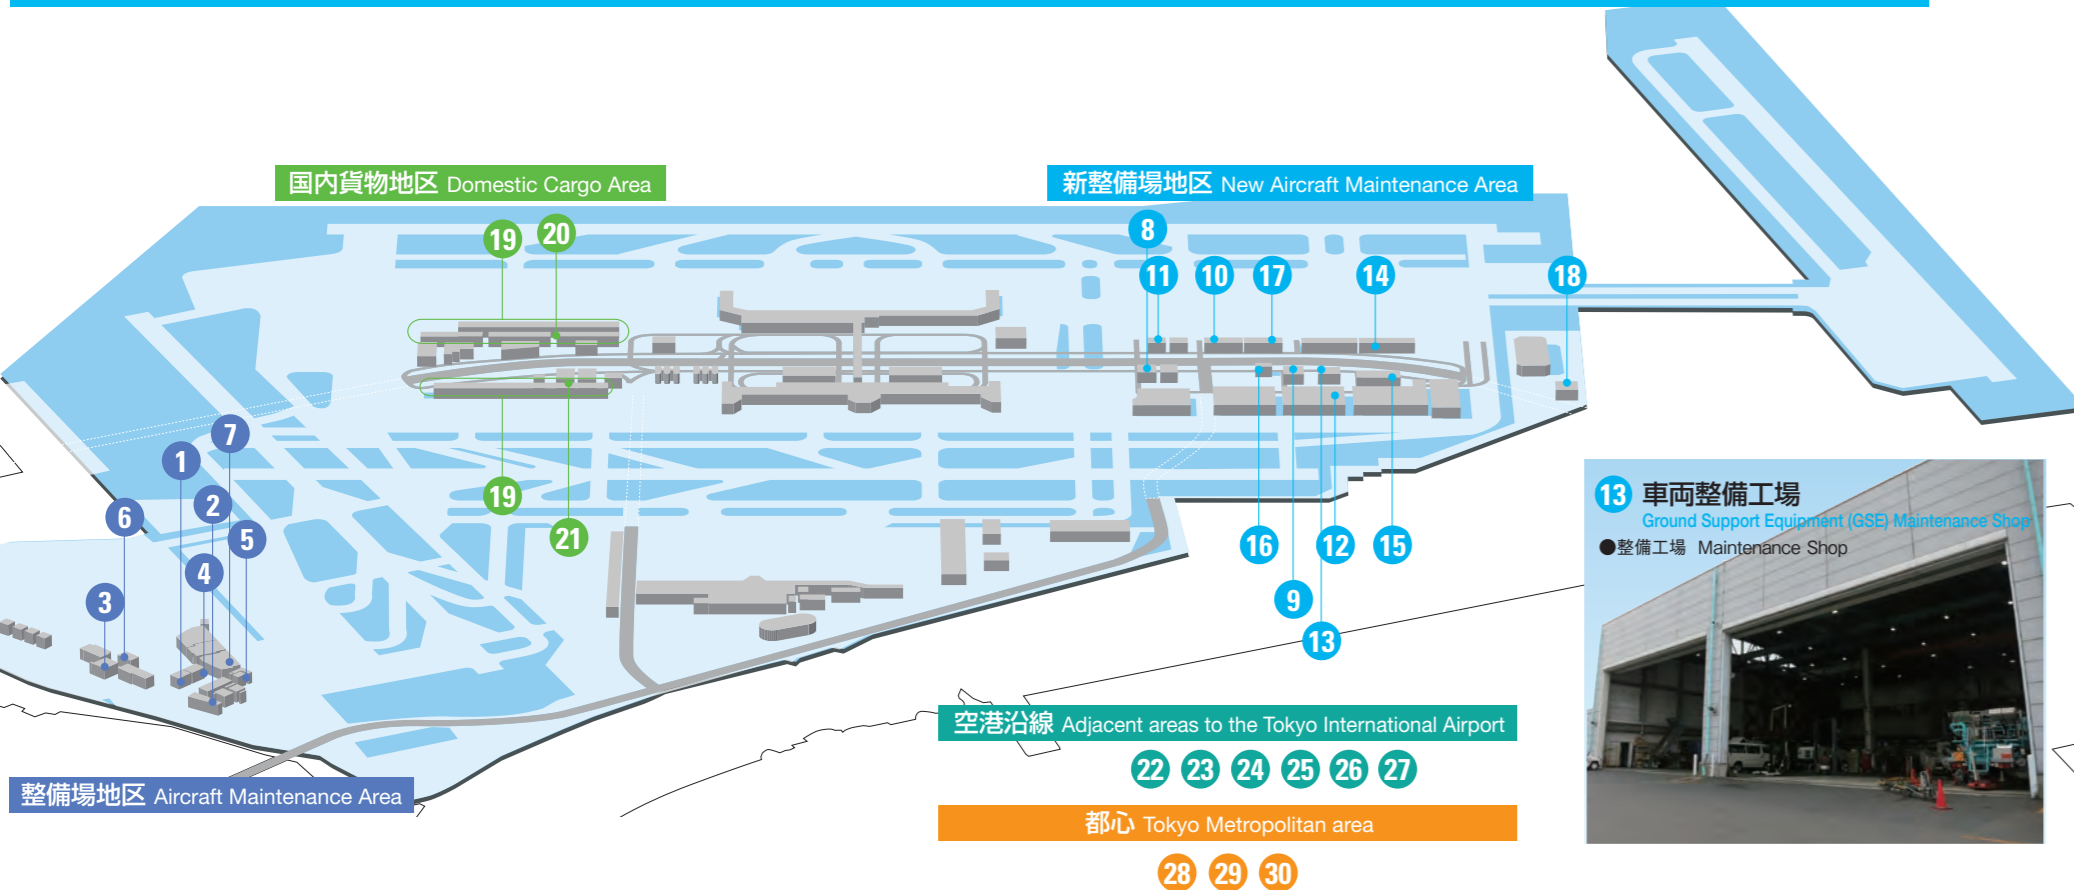 国内貨物地区 Domestic Cargo Area
新整備場地区 New Aircraft Maintenance Area
19
20
8
11
10
17
14
18
7
1
2
6
5
4
3
19
21
16
12
15
9
13
13 車両整備工場
Ground Support Equipment (GSE) Maintenance Shop
●整備工場 Maintenance Shop
空港沿線 Adjacent areas to the Tokyo International Airport
22 23 24 25 26 27
整備場地区 Aircraft Maintenance Area
都心 Tokyo Metropolitan area
28 29 30